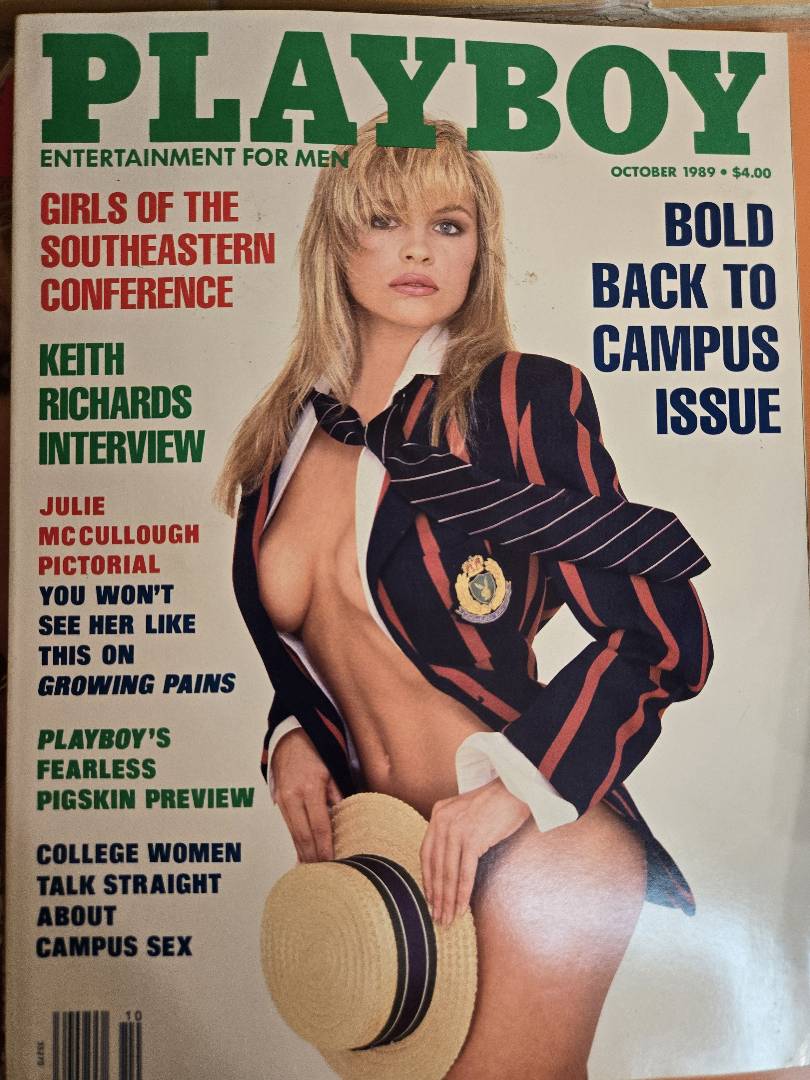 PLAYBOY
ENTERTAINMENT FOR MEN
OCTOBER 1989 • $4.00
GIRLS OF THE
SOUTHEASTERN
CONFERENCE
KEITH
RICHARDS
INTERVIEW
JULIE
MCCULLOUGH
PICTORIAL
YOU WON'T
SEE HER LIKE
THIS ON
GROWING PAINS
PLAYBOY'S
FEARLESS
PIGSKIN PREVIEW
COLLEGE WOMEN
TALK STRAIGHT
ABOUT
CAMPUS SEX
BOLD
BACK TO
CAMPUS
ISSUE
10